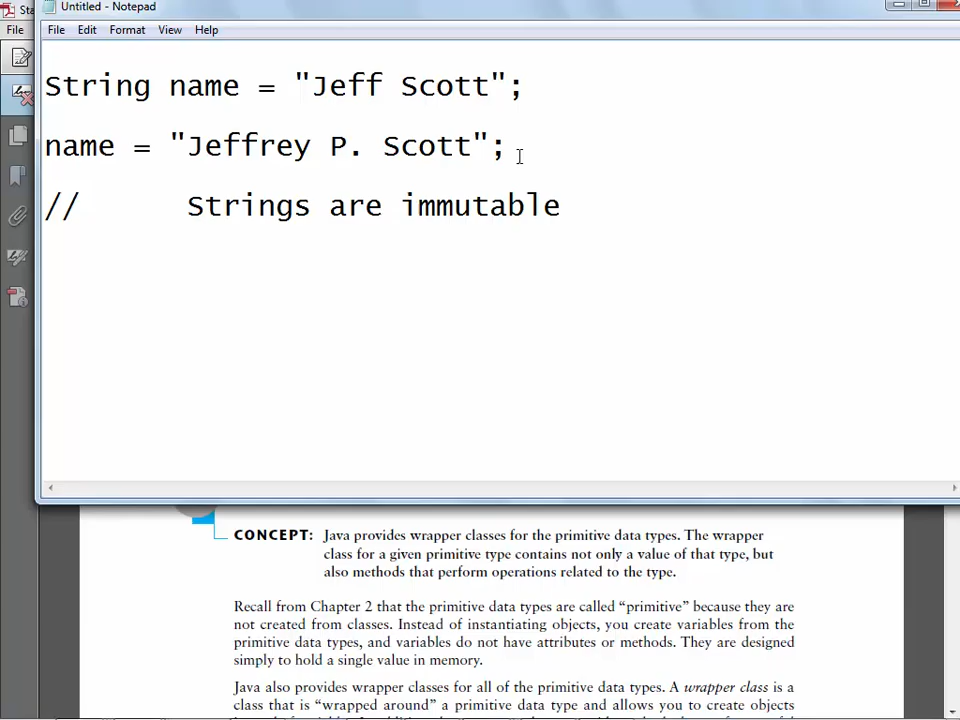 Sta
Untitled - Notepad
File
File Edit Format View Help
String name = "Jeff Scott";
name = "Jeffrey P. Scott";
// Strings are immutable
CONCEPT: Java provides wrapper classes for the primitive data types. The wrapper
class for a given primitive type contains not only a value of that type, but
also methods that perform operations related to the type.
Recall from Chapter 2 that the primitive data types are called “primitive” because they are
not created from classes. Instead of instantiating objects, you create variables from the
primitive data types, and variables do not have attributes or methods. They are designed
simply to hold a single value in memory.
Java also provides wrapper classes for all of the primitive data types. A wrapper class is a
class that is “wrapped around” a primitive data type and allows you to create objects